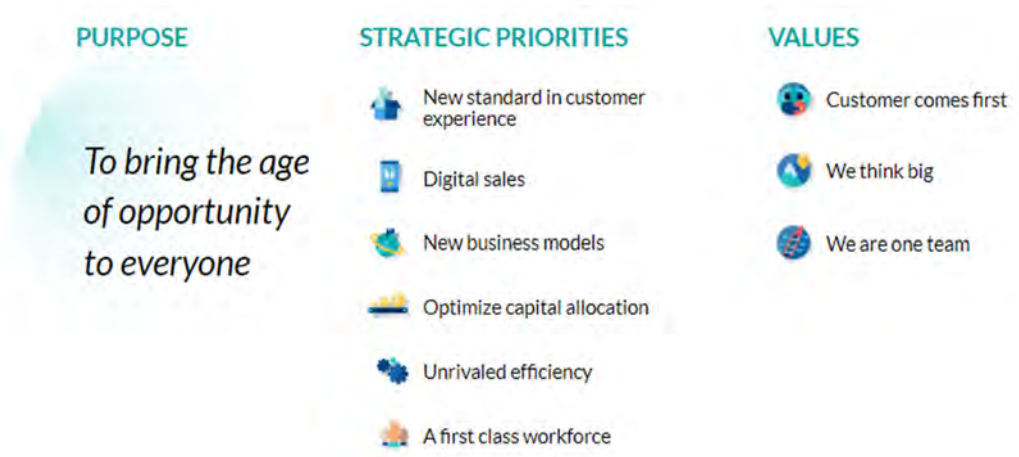 PURPOSE
To bring the age
of opportunity
to everyone
STRATEGIC PRIORITIES
New standard in customer
experience
Digital sales
New business models
Optimize capital allocation
Unrivaled efficiency
A first class workforce
VALUES
Customer comes first
We think big
We are one team